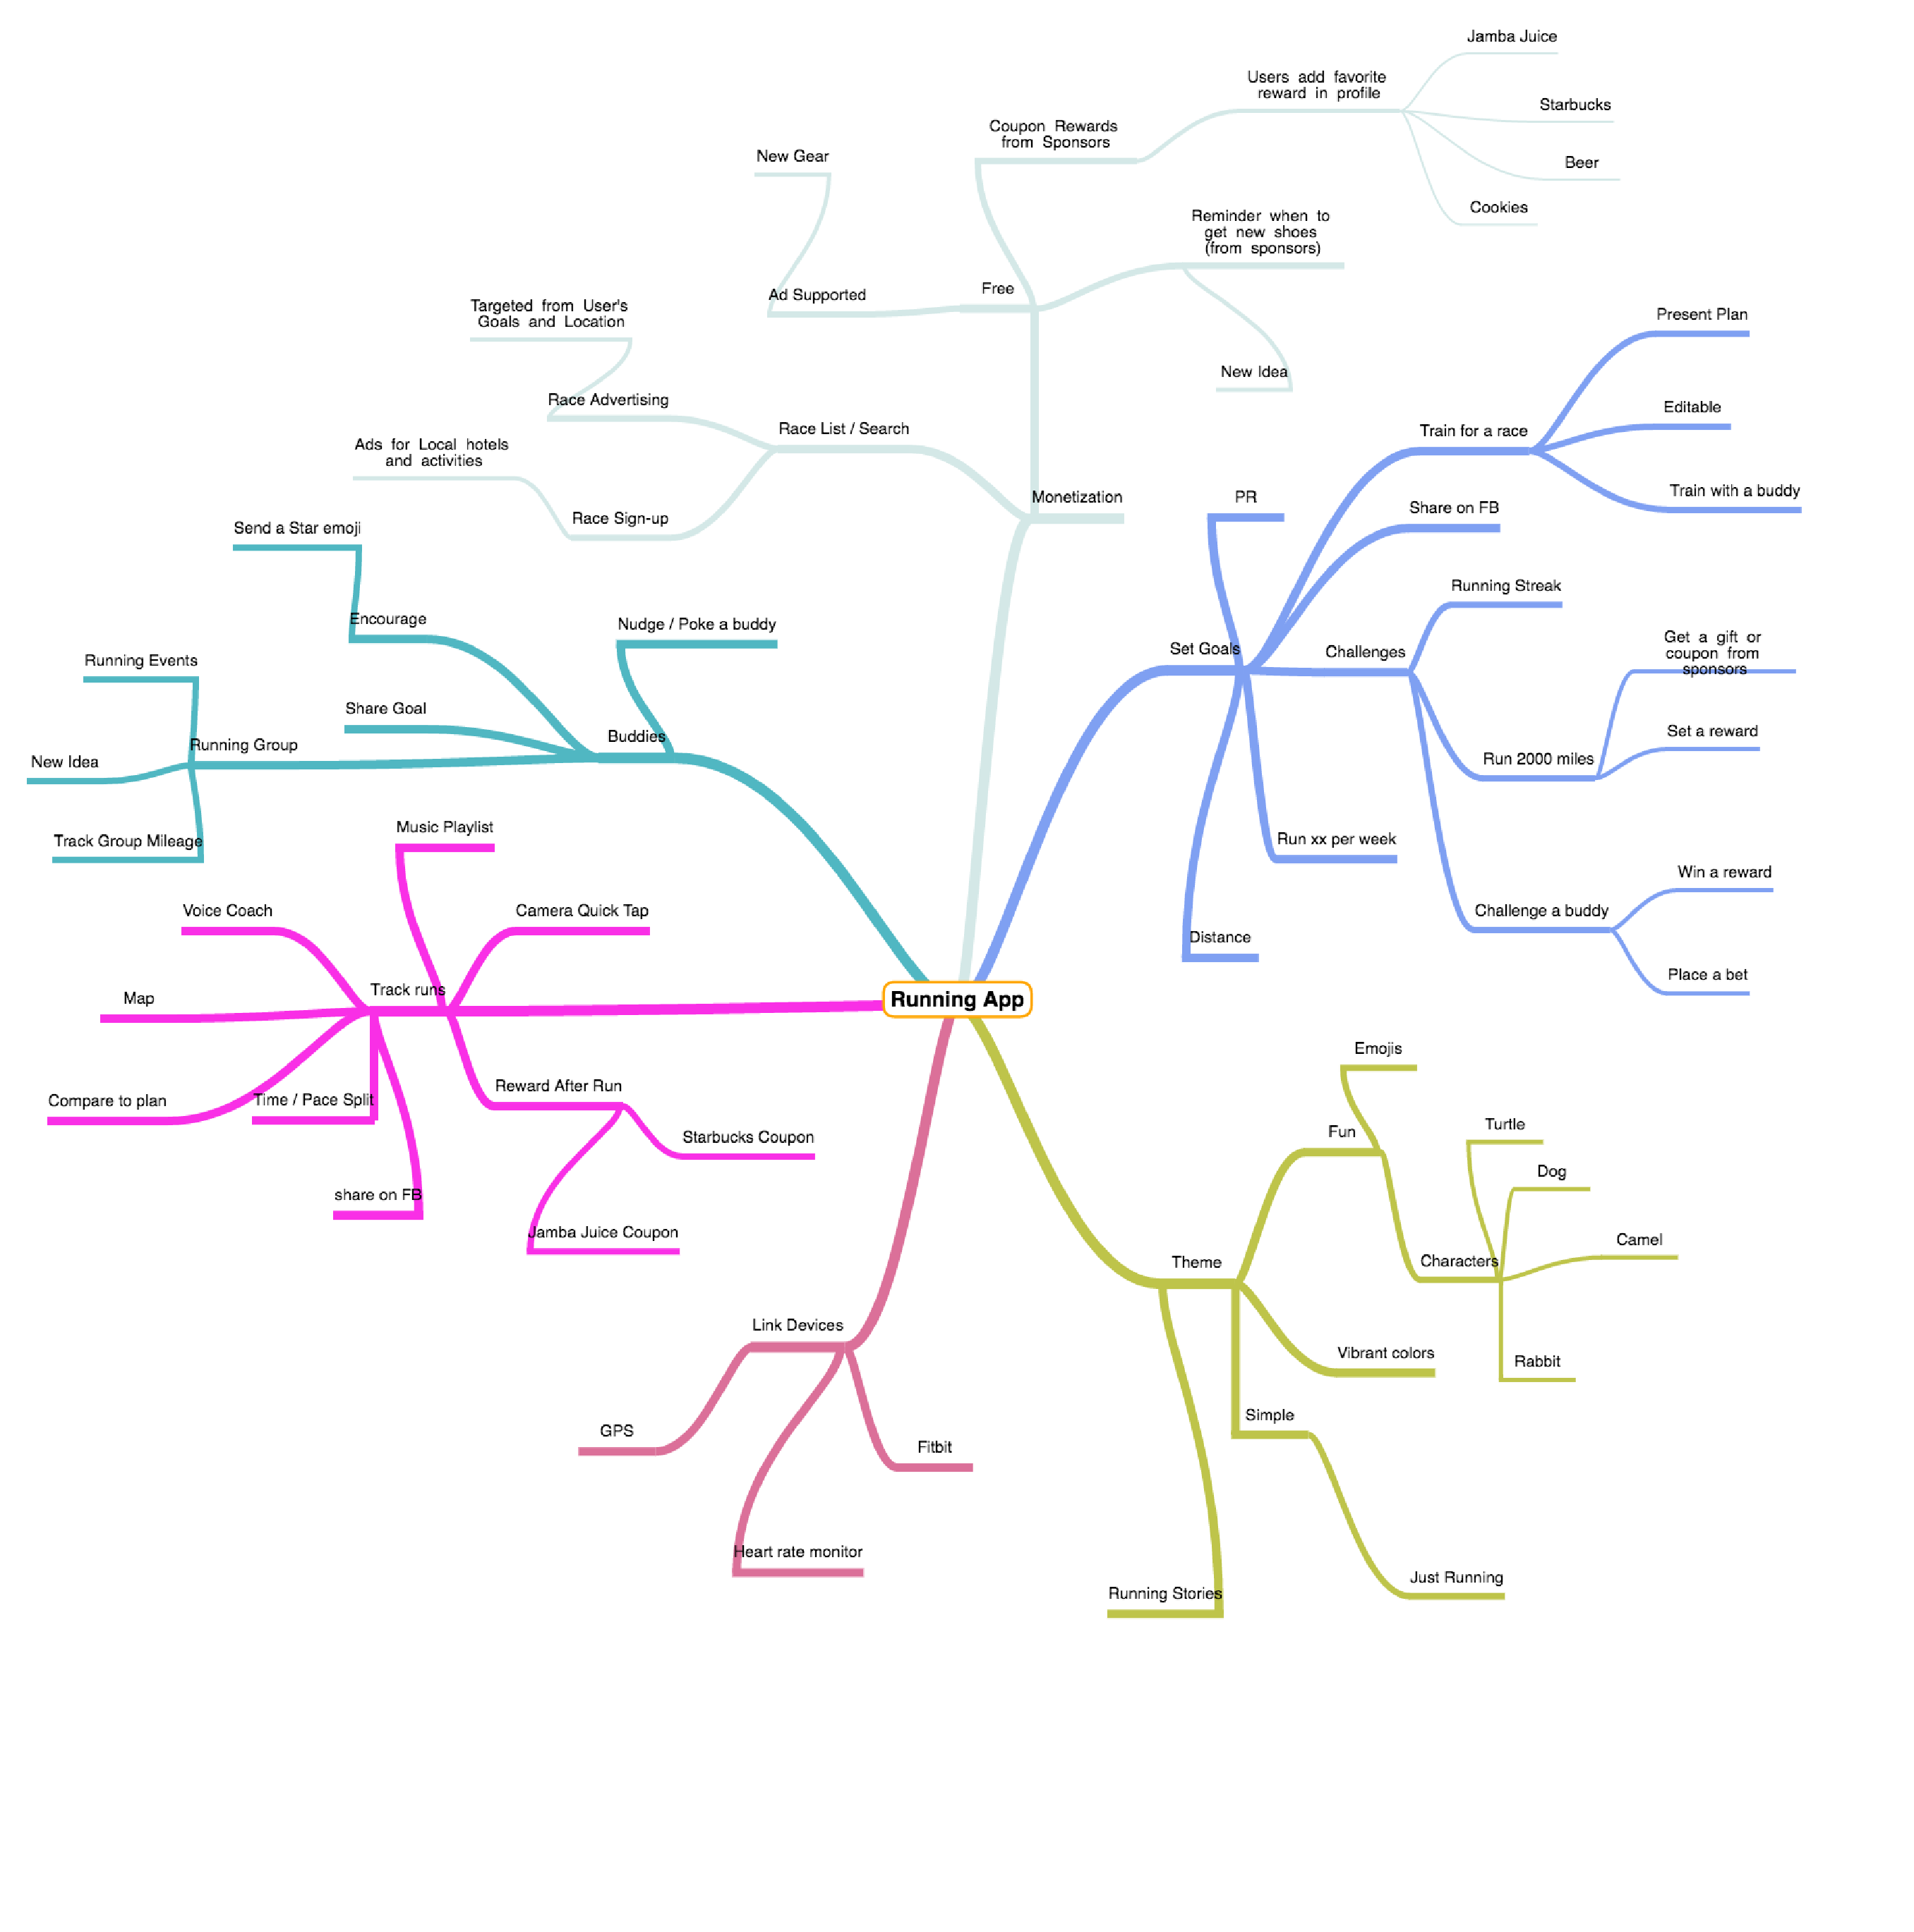 Jamba Juice
Users add favorite
reward in profile
Starbucks
Coupon Rewards
from Sponsors
New Gear
Beer
Cookies
Reminder when to
get new shoes
(from sponsors)
Free
Ad Supported
Targeted from User's
Goals and Location
Present Plan
New Idea
Race Advertising
Editable
Race List / Search
Train for a race
Ads for Local hotels
and activities
Train with a buddy
Monetization
PR
Share on FB
Race Sign-up
Send a Star emoji
Running Streak
Encourage
Nudge / Poke a buddy
Get a gift or
coupon from
sponsors
Set Goals
Challenges
Running Events
Share Goal
Set a reward
Buddies
Running Group
New Idea
Run 2000 miles
Music Playlist
Track Group Mileage
Run xx per week
Win a reward
Voice Coach
Camera Quick Tap
Challenge a buddy
Distance
Place a bet
Track runs
Map
Running App
Emojis
Reward After Run
Compare to plan
Time / Pace Split
Turtle
Fun
Starbucks Coupon
Dog
share on FB
Jamba Juice Coupon
Camel
Theme
Characters
Link Devices
Vibrant colors
Rabbit
Simple
GPS
Fitbit
Heart rate monitor
Just Running
Running Stories